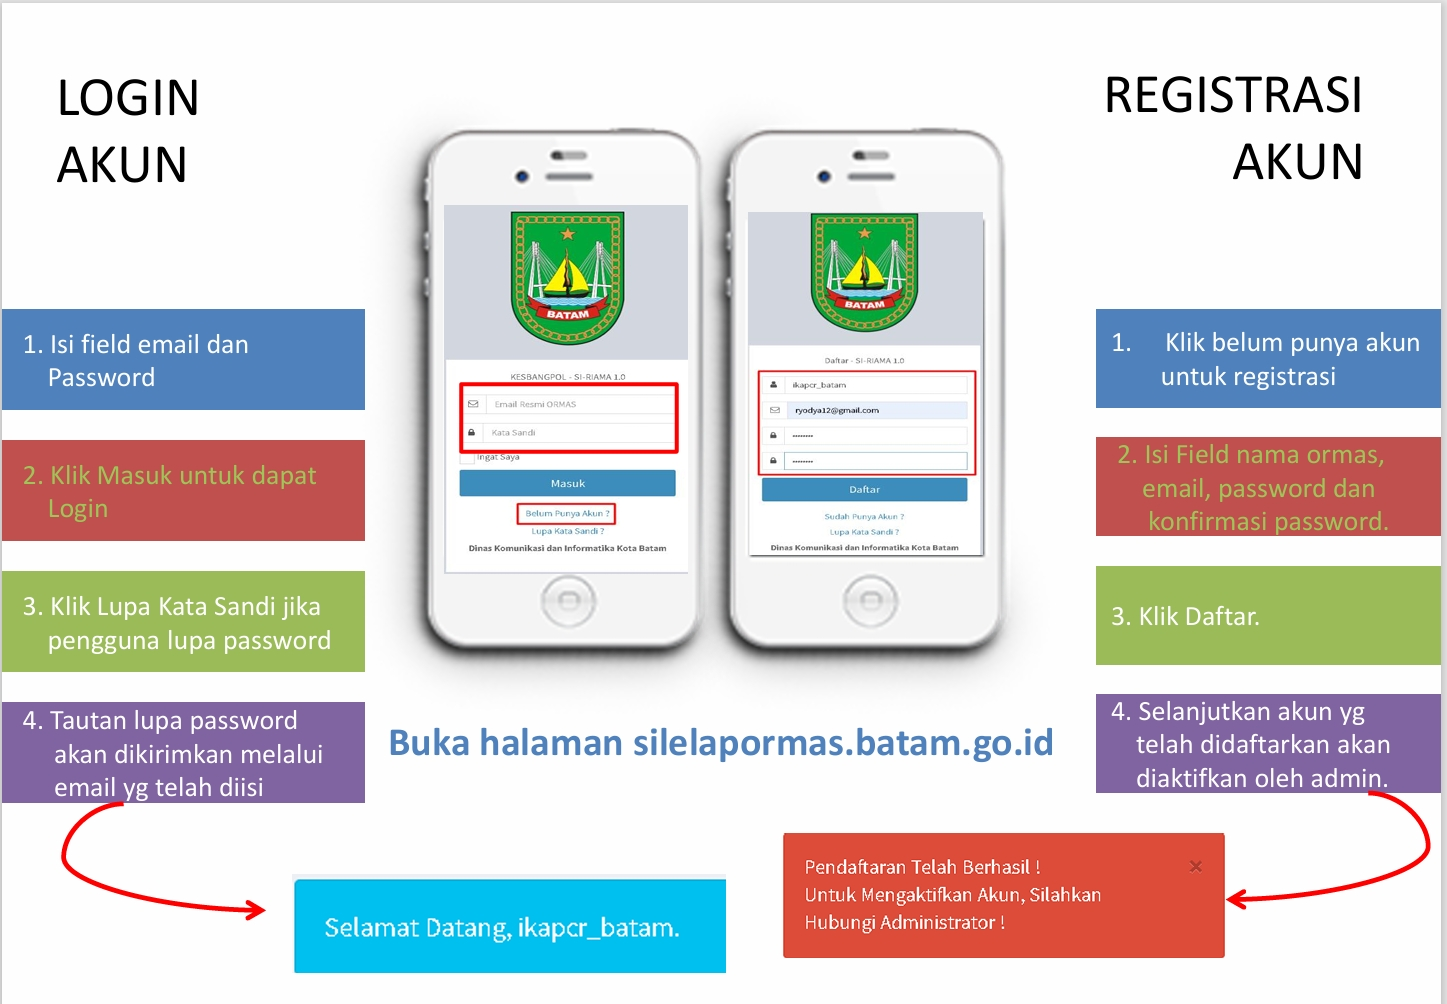 LOGIN
AKUN
REGISTRASI
AKUN
1. Isi field email dan
Password
2. Klik Masuk untuk dapat
Login
3. Klik Lupa Kata Sandi jika
pengguna lupa password
4. Tautan lupa password
akan dikirimkan melalui
email yg telah diisi
BATAM
KESBANGPOL - SI-RIAMA 1.0
Email Resmi ORMAS
Kata Sandi
Ingat Saya
Masuk
Belum Punya Akun ?
Lupa Kata Sandi ?
Dinas Komunikasi dan Informatika Kota Batam
BATAM
Daftar - SI-RIAMA 1.0
ikapcr_batam
ryodya12@gmail.com
••••••••
••••••••
Daftar
Sudah Punya Akun ?
Lupa Kata Sandi ?
Dinas Komunikasi dan Informatika Kota Batam
1. Klik belum punya akun
untuk registrasi
2. Isi Field nama ormas,
email, password dan
konfirmasi password.
3. Klik Daftar.
4. Selanjutkan akun yg
telah didaftarkan akan
diaktifkan oleh admin.
Buka halaman silelapormas.batam.go.id
Selamat Datang, ikapcr_batam.
Pendaftaran Telah Berhasil !
Untuk Mengaktifkan Akun, Silahkan
Hubungi Administrator !